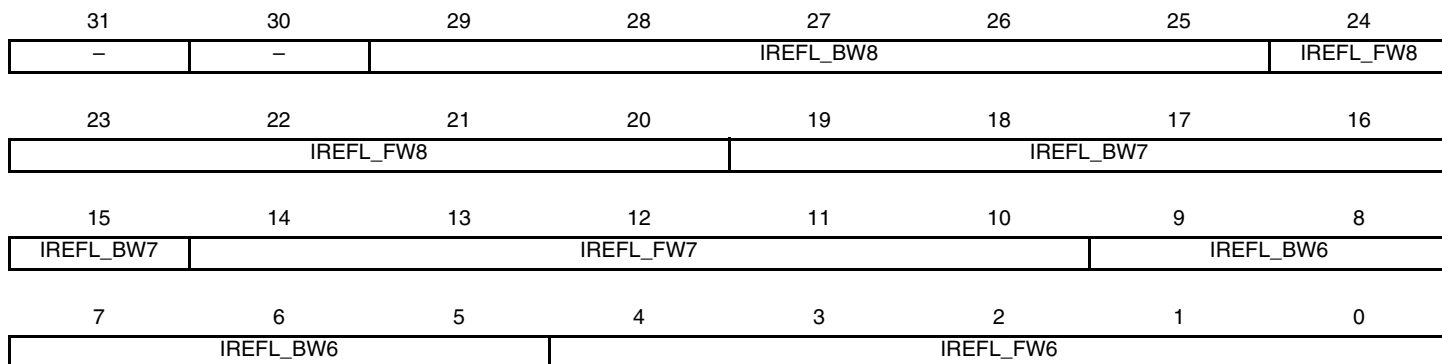 31 30 29 28 27 26 25 24
– – IREFL_BW8 IREFL_FW8
23 22 21 20 19 18 17 16
IREFL_FW8 IREFL_BW7
15 14 13 12 11 10 9 8
IREFL_BW7 IREFL_FW7 IREFL_BW6
7 6 5 4 3 2 1 0
IREFL_BW6 IREFL_FW6